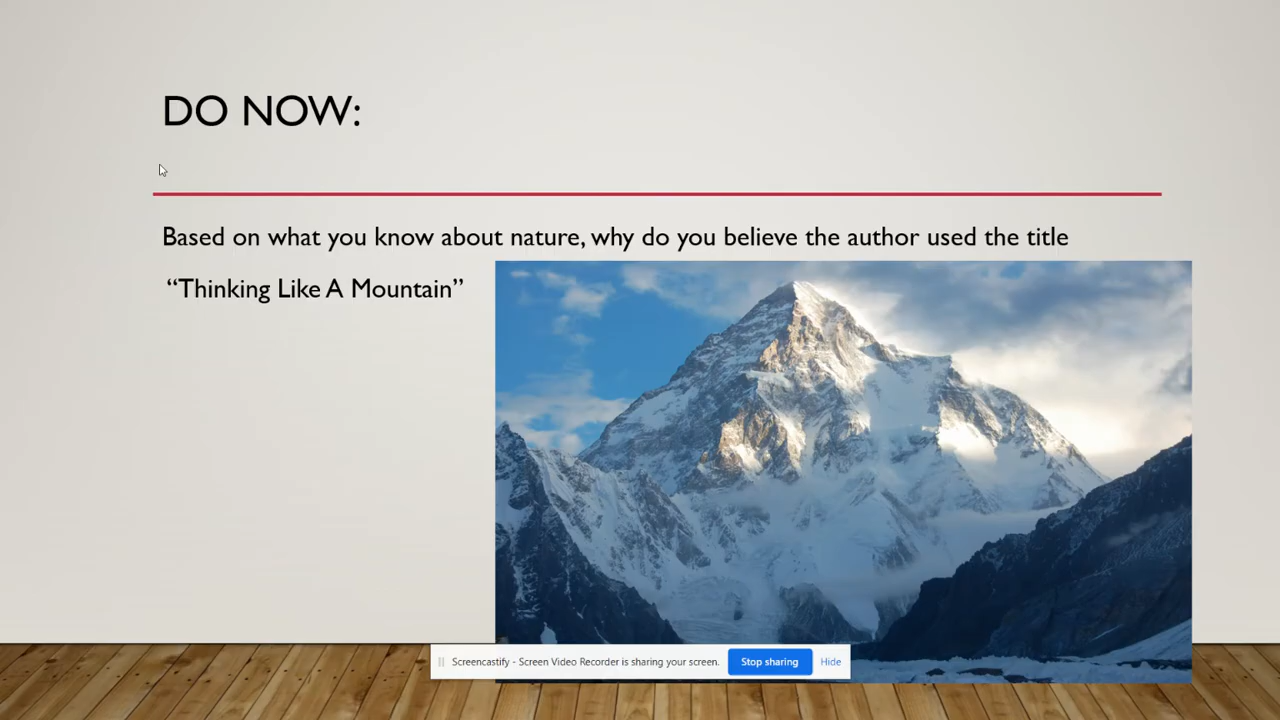 DO NOW:
Based on what you know about nature, why do you believe the author used the title
“Thinking Like A Mountain”
Screencastify - Screen Video Recorder is sharing your screen. Stop sharing Hide